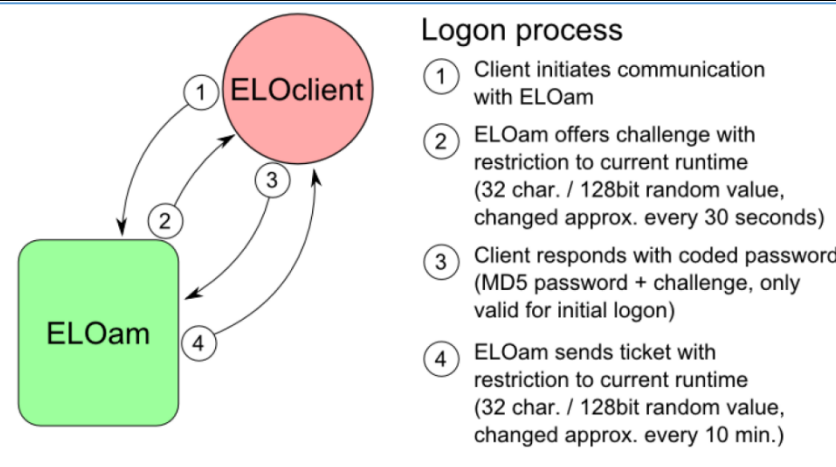 Logon process
1
ELOclient
1
Client initiates communication
with ELOam
2
ELOam offers challenge with
restriction to current runtime
(32 char. / 128bit random value,
changed approx. every 30 seconds)
3
2
3
Client responds with coded password
(MD5 password + challenge, only
valid for initial logon)
ELOam
4
4
ELOam sends ticket with
restriction to current runtime
(32 char. / 128bit random value,
changed approx. every 10 min.)